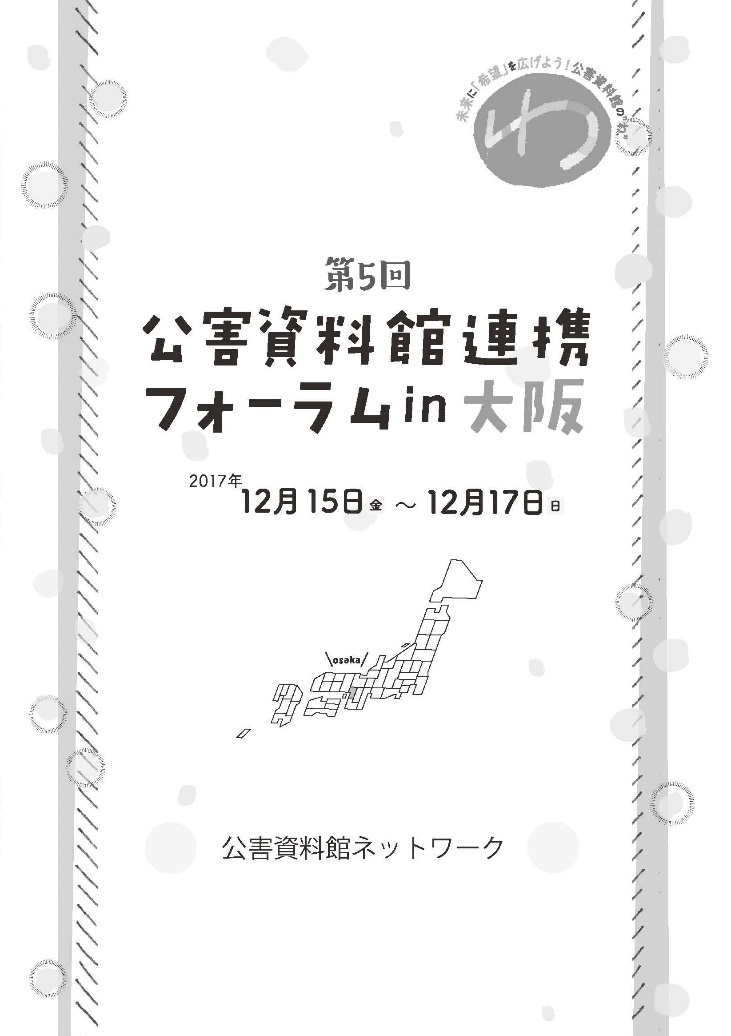 未来に「希望」を広げよう！公害資料館の"わ"
わ
第5回
公害資料館連携
フォーラムin大阪
2017年
12月15日金 ～ 12月17日日
\osaka/
公害資料館ネットワーク